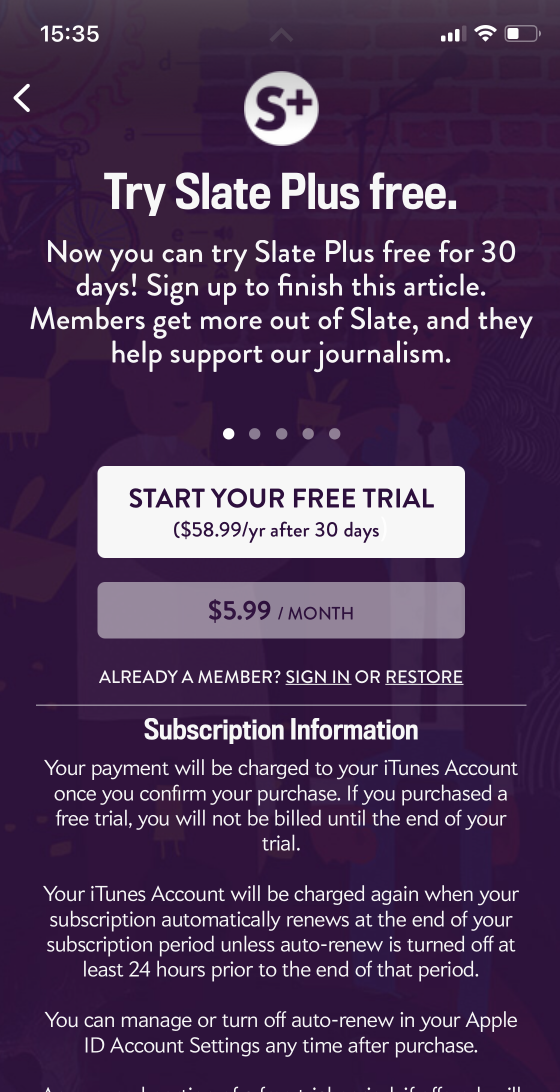 15:35
S+
Try Slate Plus free.
Now you can try Slate Plus free for 30
days! Sign up to finish this article.
Members get more out of Slate, and they
help support our journalism.
START YOUR FREE TRIAL
($58.99/yr after 30 days
$5.99 / MONTH
ALREADY A MEMBER? SIGN IN OR RESTORE
Subscription Information
Your payment will be charged to your iTunes Account
once you confirm your purchase. If you purchased a
free trial, you will not be billed until the end of your
trial.
Your iTunes Account will be charged again when your
subscription automatically renews at the end of your
subscription period unless auto-renew is turned off at
least 24 hours prior to the end of that period.
You can manage or turn off auto-renew in your Apple
ID Account Settings any time after purchase.